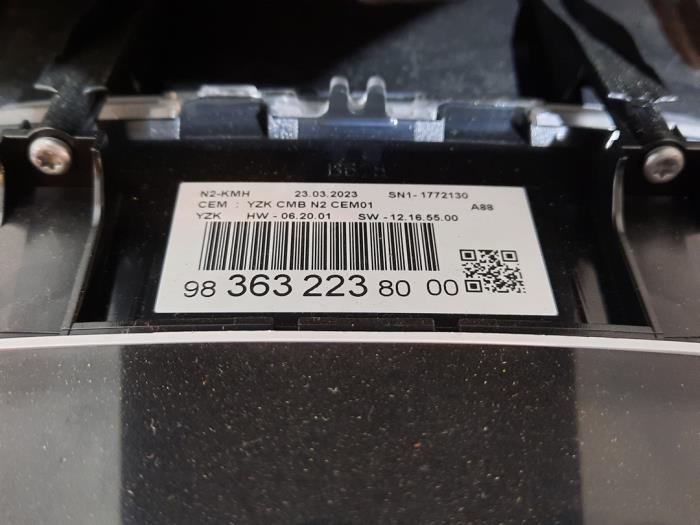 N2-KMH 23.03.2023 SN1-1772130
CEM : YZK CMB N2 CEM01 A88
YZK HW - 06.20.01 SW - 12.16.55.00
98 363 223 80 00